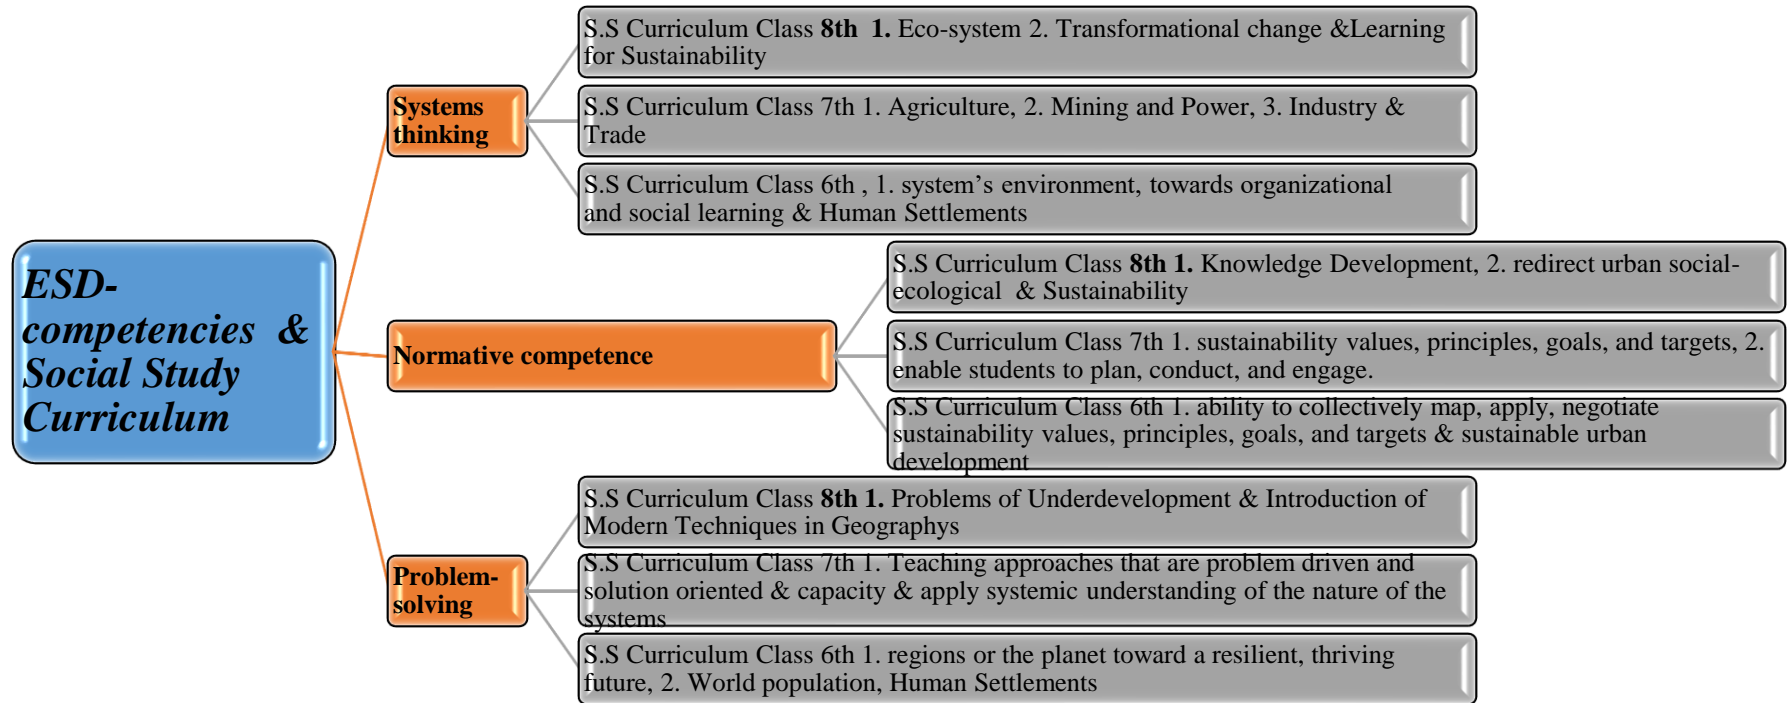 ESD-
competencies & 
Social Study
Curriculum
Systems
thinking
S.S Curriculum Class 8th 1. Eco-system 2. Transformational change &Learning
for Sustainability
S.S Curriculum Class 7th 1. Agriculture, 2. Mining and Power, 3. Industry &
Trade
S.S Curriculum Class 6th , 1. system’s environment, towards organizational
and social learning & Human Settlements
Normative competence
S.S Curriculum Class 8th 1. Knowledge Development, 2. redirect urban social-
ecological & Sustainability
S.S Curriculum Class 7th 1. sustainability values, principles, goals, and targets, 2.
enable students to plan, conduct, and engage.
S.S Curriculum Class 6th 1. ability to collectively map, apply, negotiate
sustainability values, principles, goals, and targets & sustainable urban
development
Problem-
solving
S.S Curriculum Class 8th 1. Problems of Underdevelopment & Introduction of
Modern Techniques in Geographys
S.S Curriculum Class 7th 1. Teaching approaches that are problem driven and
solution oriented & capacity & apply systemic understanding of the nature of the
systems
S.S Curriculum Class 6th 1. regions or the planet toward a resilient, thriving
future, 2. World population, Human Settlements